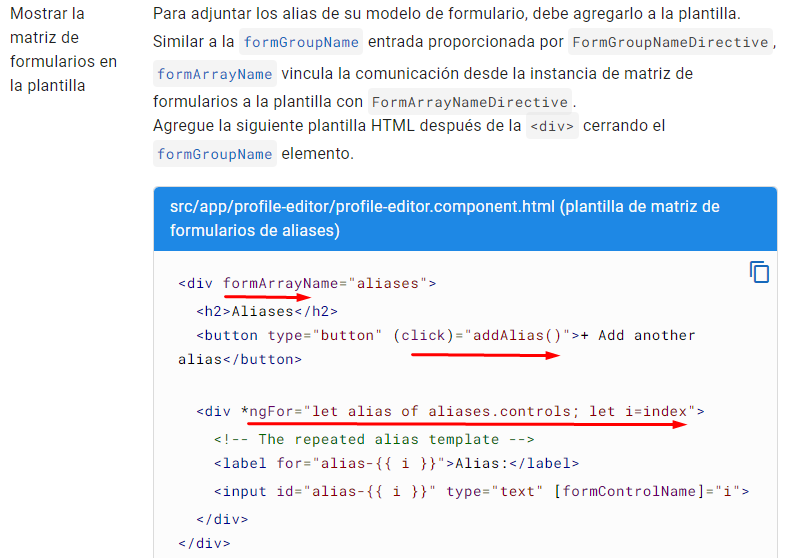 Mostrar la
matriz de
formularios en
la plantilla
Para adjuntar los alias de su modelo de formulario, debe agregarlo a la plantilla.
Similar a la formGroupName entrada proporcionada por FormGroupNameDirective,
formArrayName vincula la comunicación desde la instancia de matriz de
formularios a la plantilla con FormArrayNameDirective.
Agregue la siguiente plantilla HTML después de la <div> cerrando el
formGroupName elemento.
src/app/profile-editor/profile-editor.component.html (plantilla de matriz de
formularios de aliases)
<div formArrayName="aliases">
<h2>Aliases</h2>
<button type="button" (click)="addAlias()">+ Add another
alias</button>
<div *ngFor="let alias of aliases.controls; let i=index">
<!-- The repeated alias template -->
<label for="alias-{{ i }}">Alias:</label>
<input id="alias-{{ i }}" type="text" [formControlName]="i">
</div>
</div>